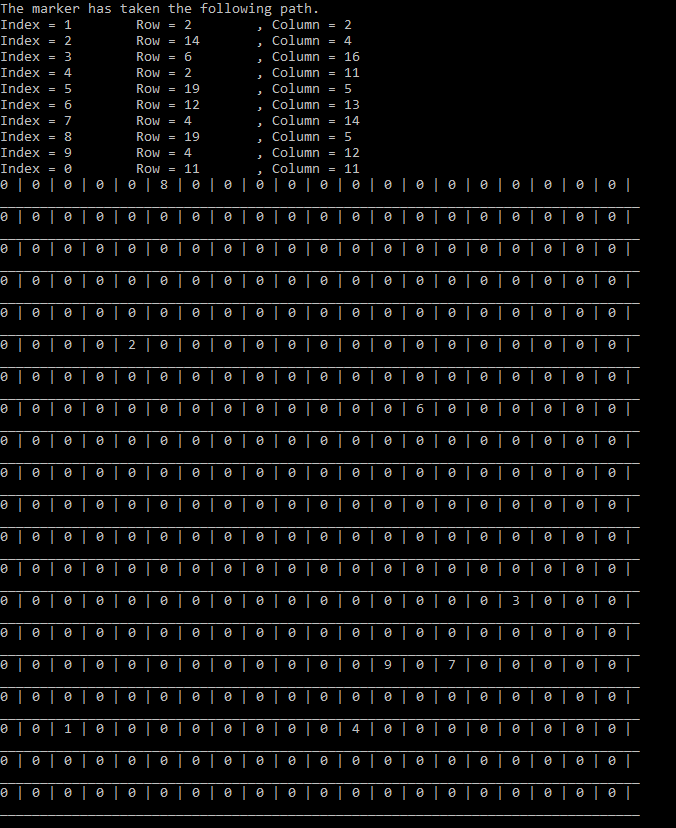 The marker has taken the following path.
Index = 1        Row = 2        , Column = 2
Index = 2        Row = 14       , Column = 4
Index = 3        Row = 6        , Column = 16
Index = 4        Row = 2        , Column = 11
Index = 5        Row = 19       , Column = 5
Index = 6        Row = 12       , Column = 13
Index = 7        Row = 4        , Column = 14
Index = 8        Row = 19       , Column = 5
Index = 9        Row = 4        , Column = 12
Index = 0        Row = 11       , Column = 11
0 | 0 | 0 | 0 | 0 | 8 | 0 | 0 | 0 | 0 | 0 | 0 | 0 | 0 | 0 | 0 | 0 | 0 | 0 | 0 |
0 | 0 | 0 | 0 | 0 | 0 | 0 | 0 | 0 | 0 | 0 | 0 | 0 | 0 | 0 | 0 | 0 | 0 | 0 | 0 |
0 | 0 | 0 | 0 | 0 | 0 | 0 | 0 | 0 | 0 | 0 | 0 | 0 | 0 | 0 | 0 | 0 | 0 | 0 | 0 |
0 | 0 | 0 | 0 | 0 | 0 | 0 | 0 | 0 | 0 | 0 | 0 | 0 | 0 | 0 | 0 | 0 | 0 | 0 | 0 |
0 | 0 | 0 | 0 | 0 | 0 | 0 | 0 | 0 | 0 | 0 | 0 | 0 | 0 | 0 | 0 | 0 | 0 | 0 | 0 |
0 | 0 | 0 | 0 | 2 | 0 | 0 | 0 | 0 | 0 | 0 | 0 | 0 | 0 | 0 | 0 | 0 | 0 | 0 | 0 |
0 | 0 | 0 | 0 | 0 | 0 | 0 | 0 | 0 | 0 | 0 | 0 | 0 | 0 | 0 | 0 | 0 | 0 | 0 | 0 |
0 | 0 | 0 | 0 | 0 | 0 | 0 | 0 | 0 | 0 | 0 | 0 | 0 | 6 | 0 | 0 | 0 | 0 | 0 | 0 |
0 | 0 | 0 | 0 | 0 | 0 | 0 | 0 | 0 | 0 | 0 | 0 | 0 | 0 | 0 | 0 | 0 | 0 | 0 | 0 |
0 | 0 | 0 | 0 | 0 | 0 | 0 | 0 | 0 | 0 | 0 | 0 | 0 | 0 | 0 | 0 | 0 | 0 | 0 | 0 |
0 | 0 | 0 | 0 | 0 | 0 | 0 | 0 | 0 | 0 | 0 | 0 | 0 | 0 | 0 | 0 | 0 | 0 | 0 | 0 |
0 | 0 | 0 | 0 | 0 | 0 | 0 | 0 | 0 | 0 | 0 | 0 | 0 | 0 | 0 | 0 | 0 | 0 | 0 | 0 |
0 | 0 | 0 | 0 | 0 | 0 | 0 | 0 | 0 | 0 | 0 | 0 | 0 | 0 | 0 | 0 | 0 | 0 | 0 | 0 |
0 | 0 | 0 | 0 | 0 | 0 | 0 | 0 | 0 | 0 | 0 | 0 | 0 | 0 | 0 | 0 | 3 | 0 | 0 | 0 |
0 | 0 | 0 | 0 | 0 | 0 | 0 | 0 | 0 | 0 | 0 | 0 | 0 | 0 | 0 | 0 | 0 | 0 | 0 | 0 |
0 | 0 | 0 | 0 | 0 | 0 | 0 | 0 | 0 | 0 | 0 | 0 | 9 | 0 | 7 | 0 | 0 | 0 | 0 | 0 |
0 | 0 | 0 | 0 | 0 | 0 | 0 | 0 | 0 | 0 | 0 | 0 | 0 | 0 | 0 | 0 | 0 | 0 | 0 | 0 |
0 | 0 | 1 | 0 | 0 | 0 | 0 | 0 | 0 | 0 | 0 | 4 | 0 | 0 | 0 | 0 | 0 | 0 | 0 | 0 |
0 | 0 | 0 | 0 | 0 | 0 | 0 | 0 | 0 | 0 | 0 | 0 | 0 | 0 | 0 | 0 | 0 | 0 | 0 | 0 |
0 | 0 | 0 | 0 | 0 | 0 | 0 | 0 | 0 | 0 | 0 | 0 | 0 | 0 | 0 | 0 | 0 | 0 | 0 | 0 |